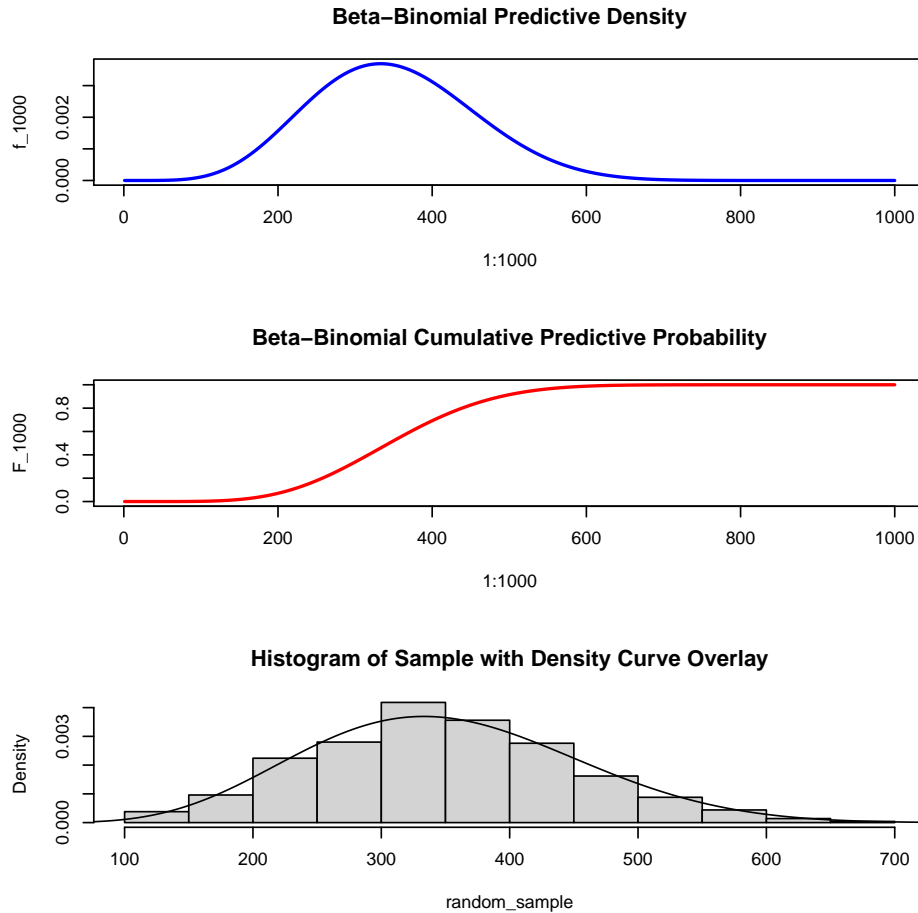 Beta−Binomial Predictive Density
f_1000
0.000 0.002
0 200 400 600 800 1000
1:1000
Beta−Binomial Cumulative Predictive Probability
F_1000
0.0 0.4 0.8
0 200 400 600 800 1000
1:1000
Histogram of Sample with Density Curve Overlay
Density
0.000 0.003
100 200 300 400 500 600 700
random_sample